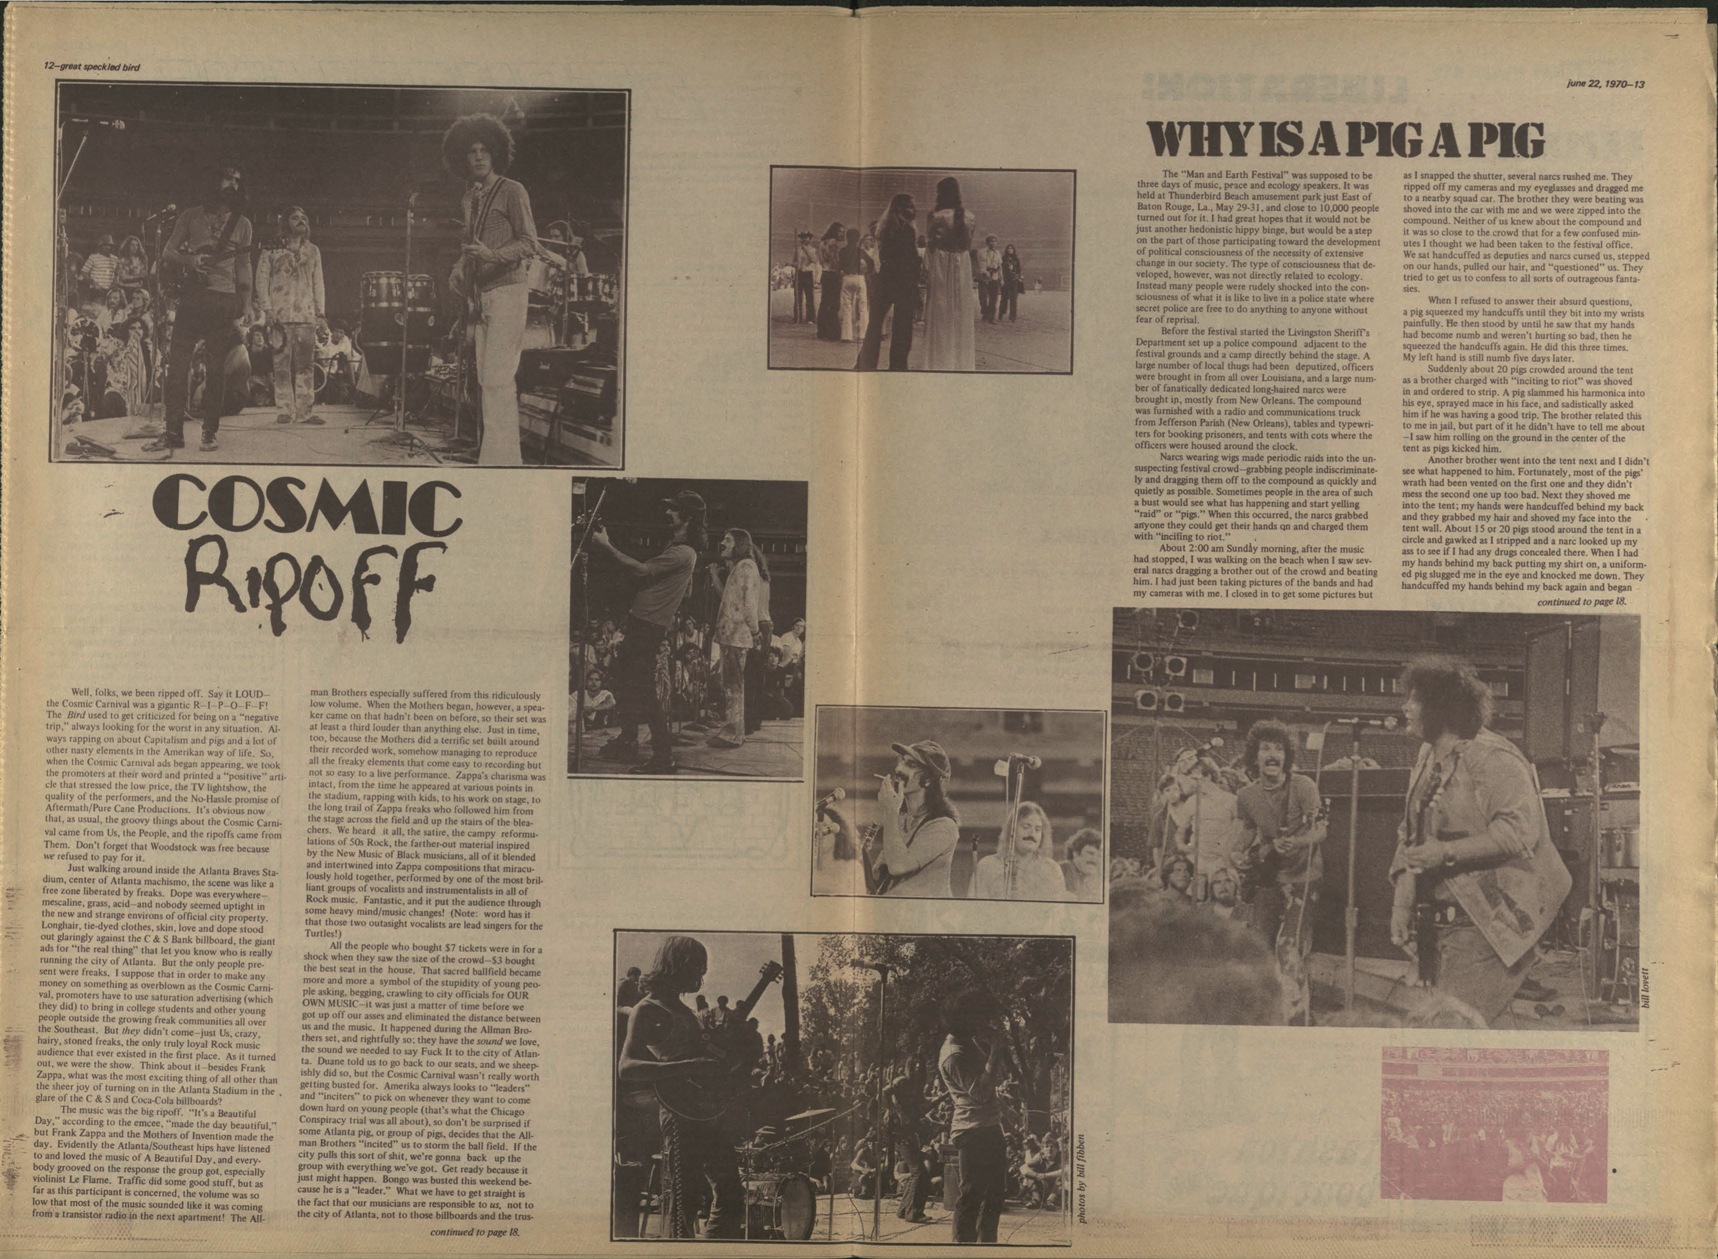 12—great speckled bird
COSMIC
RIPOFF
Well, folks, we been ripped off. Say it LOUD—
the Cosmic Carnival was a gigantic R—I—P—O—F—F!
The Bird used to get criticized for being on a "negative
trip," always looking for the worst in any situation. Al-
ways rapping on about Capitalism and pigs and a lot of
other nasty elements in the Amerikan way of life. So,
when the Cosmic Carnival ads began appearing, we took
the promoters at their word and printed a "positive" arti-
cle that stressed the low price, the TV lightshow, the
quality of the performers, and the No-Hassle promise of
Aftermath/Pure Cane Productions. It's obvious now
that, as usual, the groovy things about the Cosmic Carni-
val came from Us, the People, and the ripoffs came from
Them. Don't forget that Woodstock was free because
we refused to pay for it.
Just walking around inside the Atlanta Braves Sta-
dium, center of Atlanta machismo, the scene was like a
free zone liberated by freaks. Dope was everywhere—
mescaline, grass, acid—and nobody seemed uptight in
the new and strange environs of official city property.
Longhair, tie-dyed clothes, skin, love and dope stood
out glaringly against the C & S Bank billboard, the giant
ads for "the real thing" that let you know who is really
running the city of Atlanta. But the only people pre-
sent were freaks. I suppose that in order to make any
money on something as overblown as the Cosmic Carni-
val, promoters have to use saturation advertising (which
they did) to bring in college students and other young
people outside the growing freak communities all over
the Southeast. But they didn't come—just Us, crazy,
hairy, stoned freaks, the only truly loyal Rock music
audience that ever existed in the first place. As it turned
out, we were the show. Think about it—besides Frank
Zappa, what was the most exciting thing of all other than
the sheer joy of turning on in the Atlanta Stadium in the
glare of the C & S and Coca-Cola billboards?
The music was the big ripoff. "It's a Beautiful
Day," according to the emcee, "made the day beautiful,"
but Frank Zappa and the Mothers of Invention made the
day. Evidently the Atlanta/Southeast hips have listened
to and loved the music of A Beautiful Day, and every-
body grooved on the response the group got, especially
violinist Le Flame. Traffic did some good stuff, but as
far as this participant is concerned, the volume was so
low that most of the music sounded like it was coming
from a transistor radio in the next apartment! The All-
man Brothers especially suffered from this ridiculously
low volume. When the Mothers began, however, a spea-
ker came on that hadn't been on before, so their set was
at least a third louder than anything else. Just in time,
too, because the Mothers did a terrific set built around
their recorded work, somehow managing to reproduce
all the freaky elements that come easy to recording but
not so easy to a live performance. Zappa's charisma was
intact, from the time he appeared at various points in
the stadium, rapping with kids, to his work on stage, to
the long trail of Zappa freaks who followed him from
the stage across the field and up the stairs of the blea-
chers. We heard it all, the satire, the campy reformu-
lations of 50s Rock, the farther-out material inspired
by the New Music of Black musicians, all of it blended
and intertwined into Zappa compositions that miracu-
lously hold together, performed by one of the most bril-
liant groups of vocalists and instrumentalists in all of
Rock music. Fantastic, and it put the audience through
some heavy mind/music changes! (Note: word has it
that those two outasight vocalists are lead singers for the
Turtles!)
All the people who bought $7 tickets were in for a
shock when they saw the size of the crowd—$3 bought
the best seat in the house. That sacred ballfield became
more and more a symbol of the stupidity of young peo-
ple asking, begging, crawling to city officials for OUR
OWN MUSIC—it was just a matter of time before we
got up off our asses and eliminated the distance between
us and the music. It happened during the Allman Bro-
thers set, and rightfully so; they have the sound we love,
the sound we needed to say Fuck It to the city of Atlan-
ta. Duane told us to go back to our seats, and we sheep-
ishly did so, but the Cosmic Carnival wasn't really worth
getting busted for. Amerika always looks to "leaders"
and "inciters" to pick on whenever they want to come
down hard on young people (that's what the Chicago
Conspiracy trial was all about), so don't be surprised if
some Atlanta pig, or group of pigs, decides that the All-
man Brothers "incited" us to storm the ball field. If the
city pulls this sort of shit, we're gonna back up the
group with everything we've got. Get ready because it
just might happen. Bongo was busted this weekend be-
cause he is a "leader." What we have to get straight is
the fact that our musicians are responsible to us, not to
the city of Atlanta, not to those billboards and the trus-
continued to page 18.
photos by bill fibben
june 22, 1970—13
WHY IS A PIG A PIG
The "Man and Earth Festival" was supposed to be
three days of music, peace and ecology speakers. It was
held at Thunderbird Beach amusement park just East of
Baton Rouge, La., May 29-31, and close to 10,000 people
turned out for it. I had great hopes that it would not be
just another hedonistic hippy binge, but would be a step
on the part of those participating toward the development
of political consciousness of the necessity of extensive
change in our society. The type of consciousness that de-
veloped, however, was not directly related to ecology.
Instead many people were rudely shocked into the con-
sciousness of what it is like to live in a police state where
secret police are free to do anything to anyone without
fear of reprisal.
Before the festival started the Livingston Sheriff's
Department set up a police compound adjacent to the
festival grounds and a camp directly behind the stage. A
large number of local thugs had been deputized, officers
were brought in from all over Louisiana, and a large num-
ber of fanatically dedicated long-haired narcs were
brought in, mostly from New Orleans. The compound
was furnished with a radio and communications truck
from Jefferson Parish (New Orleans), tables and typewri-
ters for booking prisoners, and tents with cots where the
officers were housed around the clock.
Narcs wearing wigs made periodic raids into the un-
suspecting festival crowd—grabbing people indiscriminate-
ly and dragging them off to the compound as quickly and
quietly as possible. Sometimes people in the area of such
a bust would see what has happening and start yelling
"raid" or "pigs." When this occurred, the narcs grabbed
anyone they could get their hands on and charged them
with "inciting to riot."
About 2:00 am Sunday morning, after the music
had stopped, I was walking on the beach when I saw sev-
eral narcs dragging a brother out of the crowd and beating
him. I had just been taking pictures of the bands and had
my cameras with me. I closed in to get some pictures but
as I snapped the shutter, several narcs rushed me. They
ripped off my cameras and my eyeglasses and dragged me
to a nearby squad car. The brother they were beating was
shoved into the car with me and we were zipped into the
compound. Neither of us knew about the compound and
it was so close to the crowd that for a few confused min-
utes I thought we had been taken to the festival office.
We sat handcuffed as deputies and narcs cursed us, stepped
on our hands, pulled our hair, and "questioned" us. They
tried to get us to confess to all sorts of outrageous fanta-
sies.
When I refused to answer their absurd questions,
a pig squeezed my handcuffs until they bit into my wrists
painfully. He then stood by until he saw that my hands
had become numb and weren't hurting so bad, then he
squeezed the handcuffs again. He did this three times.
My left hand is still numb five days later.
Suddenly about 20 pigs crowded around the tent
as a brother charged with "inciting to riot" was shoved
in and ordered to strip. A pig slammed his harmonica into
his eye, sprayed mace in his face, and sadistically asked
him if he was having a good trip. The brother related this
to me in jail, but part of it he didn't have to tell me about
—I saw him rolling on the ground in the center of the
tent as pigs kicked him.
Another brother went into the tent next and I didn't
see what happened to him. Fortunately, most of the pigs'
wrath had been vented on the first one and they didn't
mess the second one up too bad. Next they shoved me
into the tent; my hands were handcuffed behind my back
and they grabbed my hair and shoved my face into the
tent wall. About 15 or 20 pigs stood around the tent in a
circle and gawked as I stripped and a narc looked up my
ass to see if I had any drugs concealed there. When I had
my hands behind my back putting my shirt on, a uniform-
ed pig slugged me in the eye and knocked me down. They
handcuffed my hands behind my back again and began
continued to page 18.
bill lovett